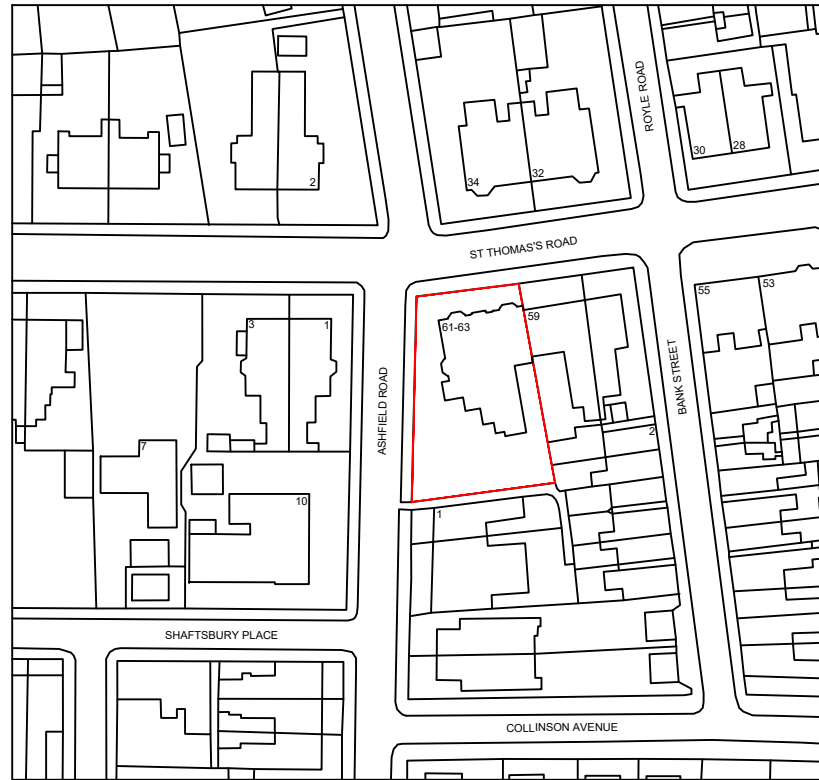 ROYLE ROAD
30
28
2
34
32
ST THOMAS'S ROAD
55
53
59
61-63
3
1
BANK STREET
ASHFIELD ROAD
2
7
10
1
SHAFTSBURY PLACE
COLLINSON AVENUE